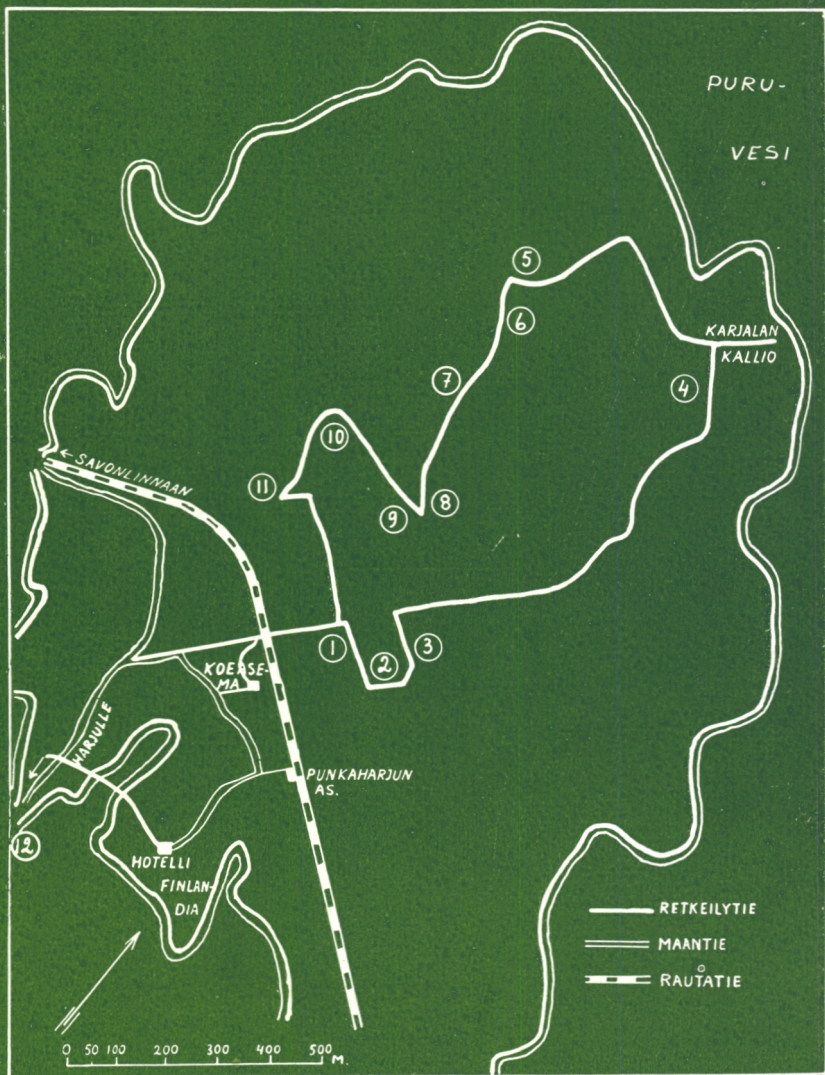 PURU-
VESI
5
6
KARJALAN
KALLIO
4
7
10
11
← SAVONLINNAAN
9
8
1
2
3
KOEASE-
MA
HARJULLE
PUNKAHARJUN
AS.
12
HOTELLI
FINLAN-
DIA
RETKEILYTIE
MAANTIE
RAUTATIE
0 50 100 200 300 400 500
M.